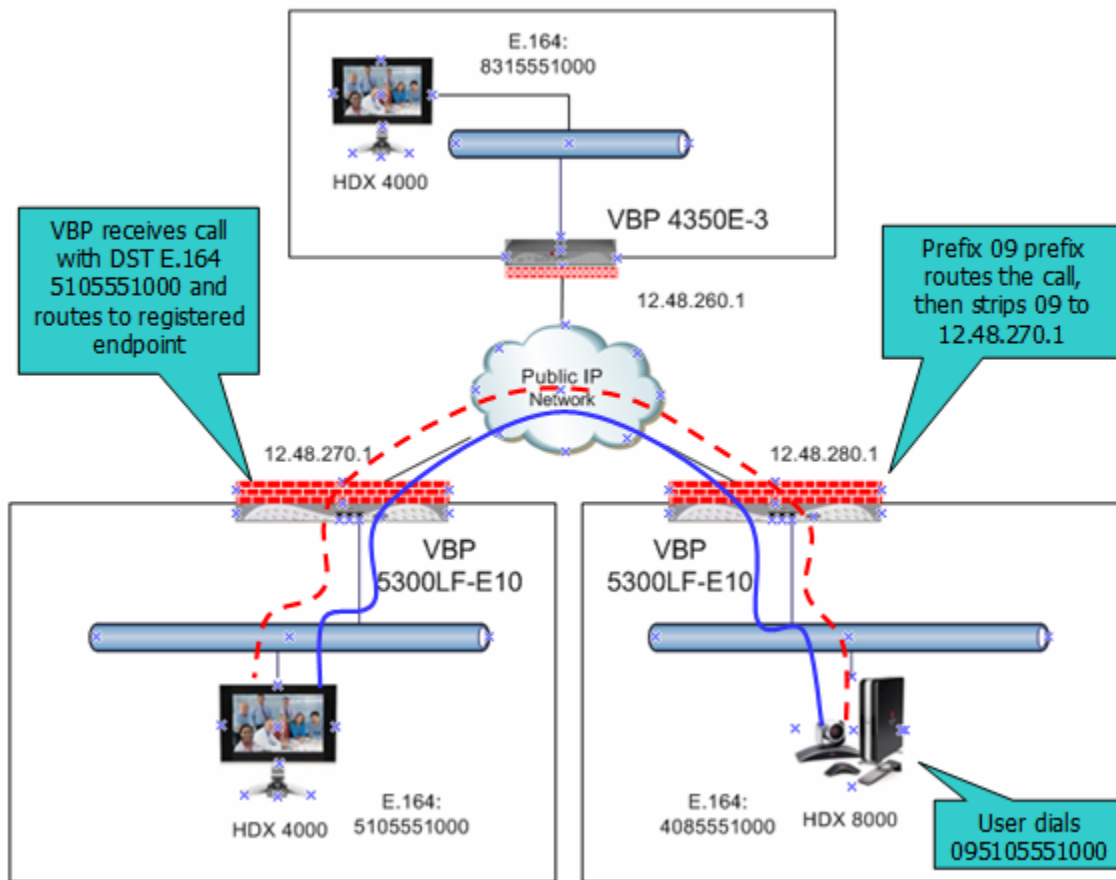 E.164:
8315551000
HDX 4000
VBP 4350E-3
12.48.260.1
VBP receives call
with DST E.164
5105551000 and
routes to registered
endpoint
Prefix 09 prefix
routes the call,
then strips 09 to
12.48.270.1
Public IP
Network
12.48.270.1
12.48.280.1
VBP
5300LF-E10
VBP
5300LF-E10
HDX 4000
E.164:
5105551000
E.164:
4085551000
HDX 8000
User dials
095105551000